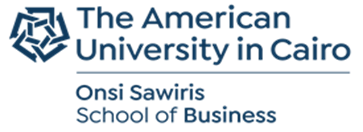 The American
University in Cairo
Onsi Sawiris
School of Business